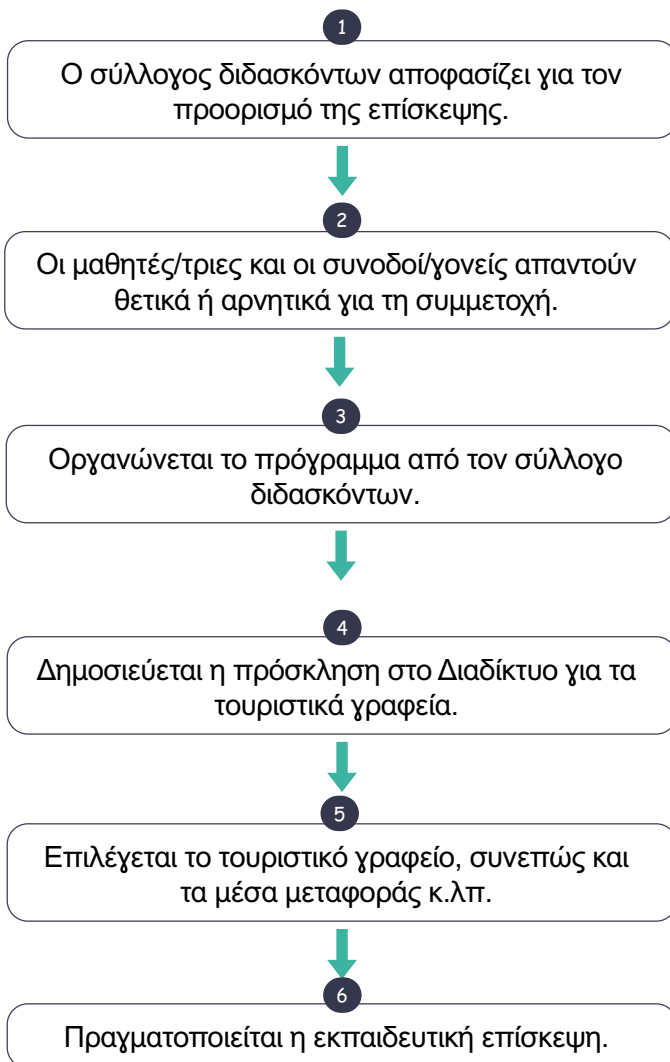 1
Ο σύλλογος διδασκόντων αποφασίζει για τον
προορισμό της επίσκεψης.
2
Οι μαθητές/τριες και οι συνοδοί/γονείς απαντούν
θετικά ή αρνητικά για τη συμμετοχή.
3
Οργανώνεται το πρόγραμμα από τον σύλλογο
διδασκόντων.
4
Δημοσιεύεται η πρόσκληση στο Διαδίκτυο για τα
τουριστικά γραφεία.
5
Επιλέγεται το τουριστικό γραφείο, συνεπώς και
τα μέσα μεταφοράς κ.λπ.
6
Πραγματοποιείται η εκπαιδευτική επίσκεψη.